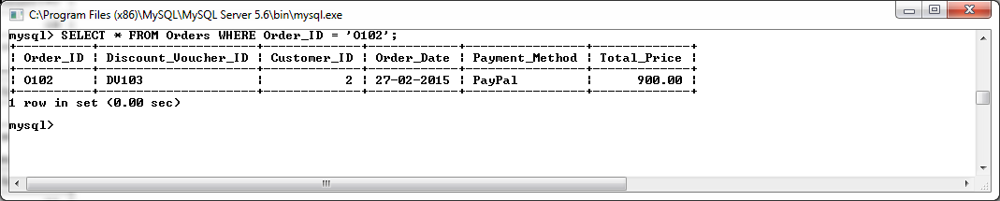 C:\Program Files (x86)\MySQL\MySQL Server 5.6\bin\mysql.exe
mysql> SELECT * FROM Orders WHERE Order_ID = 'O102';
+----------+---------------------+-------------+------------+----------------+-------------+
| Order_ID | Discount_Voucher_ID | Customer_ID | Order_Date | Payment_Method | Total_Price |
+----------+---------------------+-------------+------------+----------------+-------------+
| O102     | DV103               |           2 | 27-02-2015 | PayPal         |      900.00 |
+----------+---------------------+-------------+------------+----------------+-------------+
1 row in set (0.00 sec)
mysql>